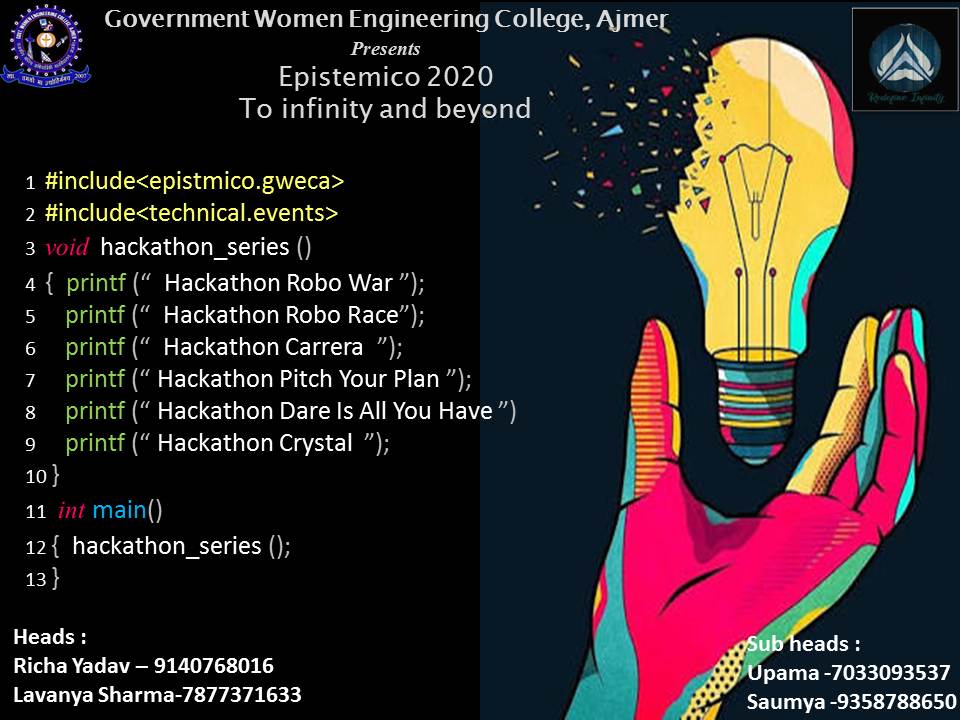 Government Women Engineering College, Ajmer
Presents
Epistemico 2020
To infinity and beyond
Redefine Infinity
1 #include<epistmico.gweca>
2 #include<technical.events>
3 void hackathon_series ()
4 { printf (“ Hackathon Robo War ”);
5 printf (“ Hackathon Robo Race”);
6 printf (“ Hackathon Carrera ”);
7 printf (“ Hackathon Pitch Your Plan ”);
8 printf (“ Hackathon Dare Is All You Have ”)
9 printf (“ Hackathon Crystal ”);
10 }
11 int main()
12 { hackathon_series ();
13 }
Heads :
Richa Yadav – 9140768016
Lavanya Sharma-7877371633
Sub heads :
Upama -7033093537
Saumya -9358788650